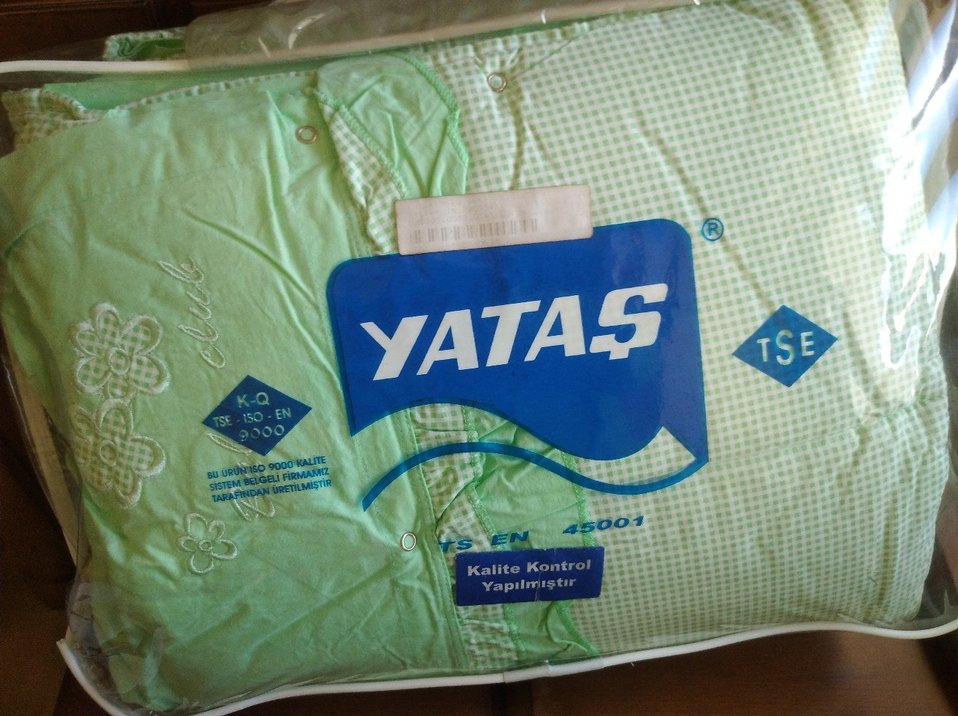 YATAŞ
®
TSE
club
K-Q
TSE - ISO - EN
9000
BU ÜRÜN ISO 9000 KALİTE
SİSTEM BELGELİ FİRMAMIZ
TARAFINDAN ÜRETİLMİŞTİR
TS EN 45001
Kalite Kontrol
Yapılmıştır